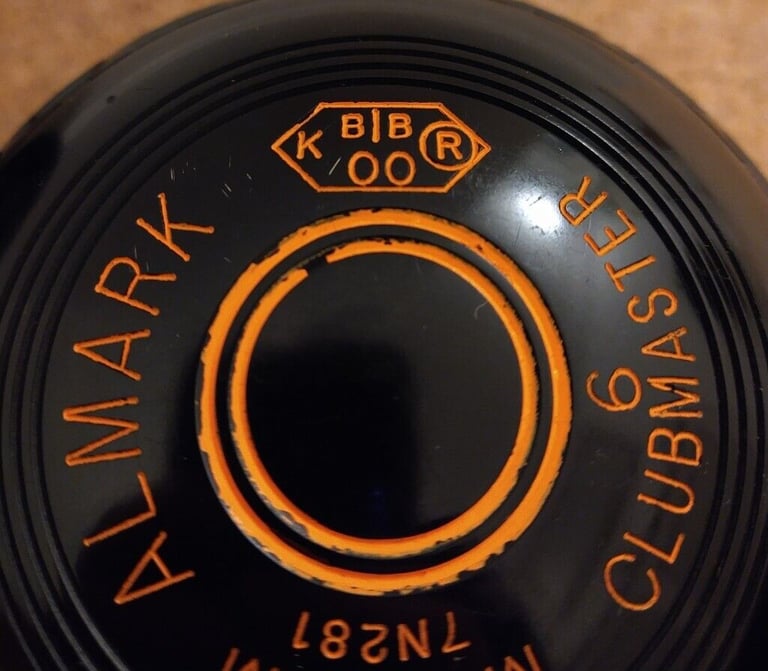 K B|B Ⓡ
00
ALMARK
CLUBMASTER
6
7N281